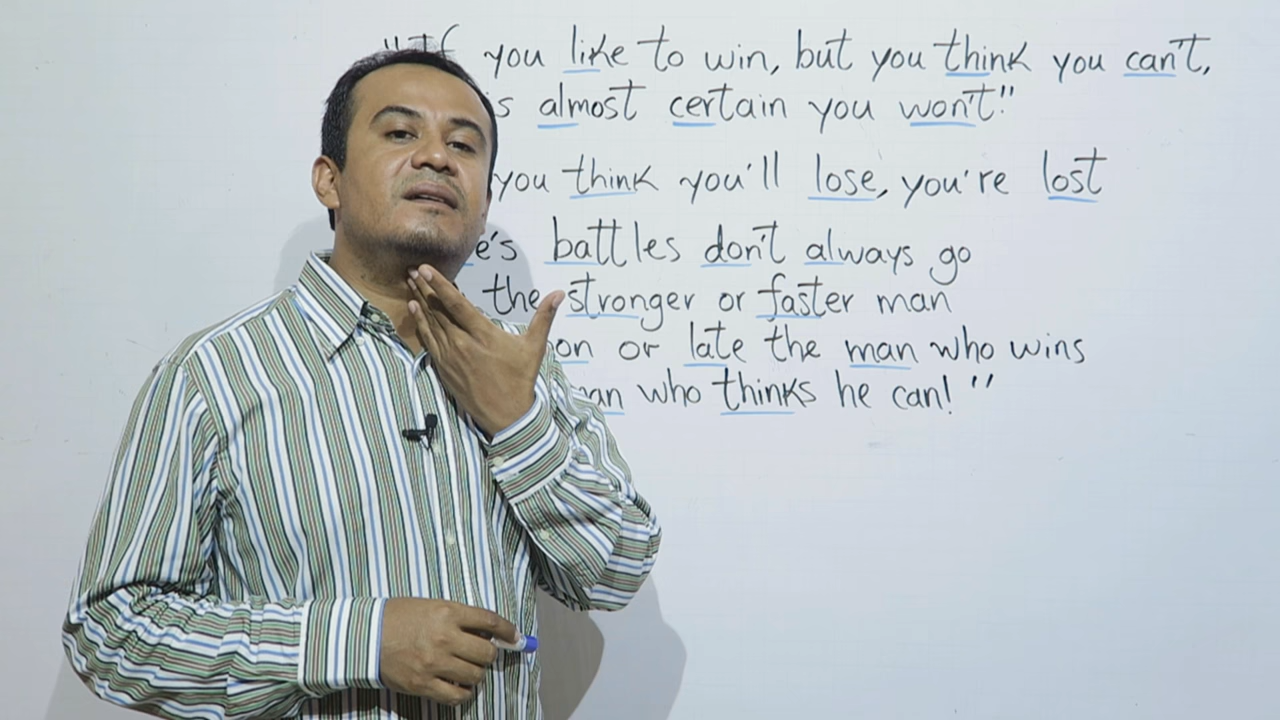 "If you like to win, but you think you can't,
almost certain you won't"
you think you'll lose, you're lost
battles don't always go
the stronger or faster man
or late the man who wins
who thinks he can!"